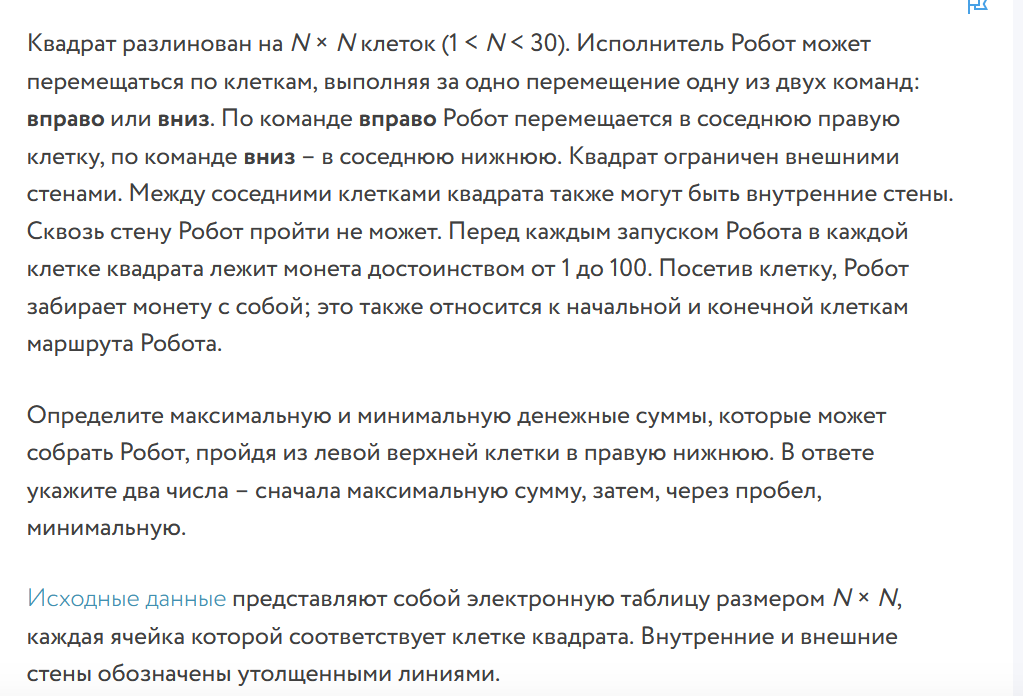 Квадрат разлинован на N × N клеток (1 < N < 30). Исполнитель Робот может
перемещаться по клеткам, выполняя за одно перемещение одну из двух команд:
вправо или вниз. По команде вправо Робот перемещается в соседнюю правую
клетку, по команде вниз – в соседнюю нижнюю. Квадрат ограничен внешними
стенами. Между соседними клетками квадрата также могут быть внутренние стены.
Сквозь стену Робот пройти не может. Перед каждым запуском Робота в каждой
клетке квадрата лежит монета достоинством от 1 до 100. Посетив клетку, Робот
забирает монету с собой; это также относится к начальной и конечной клеткам
маршрута Робота.
Определите максимальную и минимальную денежные суммы, которые может
собрать Робот, пройдя из левой верхней клетки в правую нижнюю. В ответе
укажите два числа – сначала максимальную сумму, затем, через пробел,
минимальную.
Исходные данные представляют собой электронную таблицу размером N × N,
каждая ячейка которой соответствует клетке квадрата. Внутренние и внешние
стены обозначены утолщенными линиями.